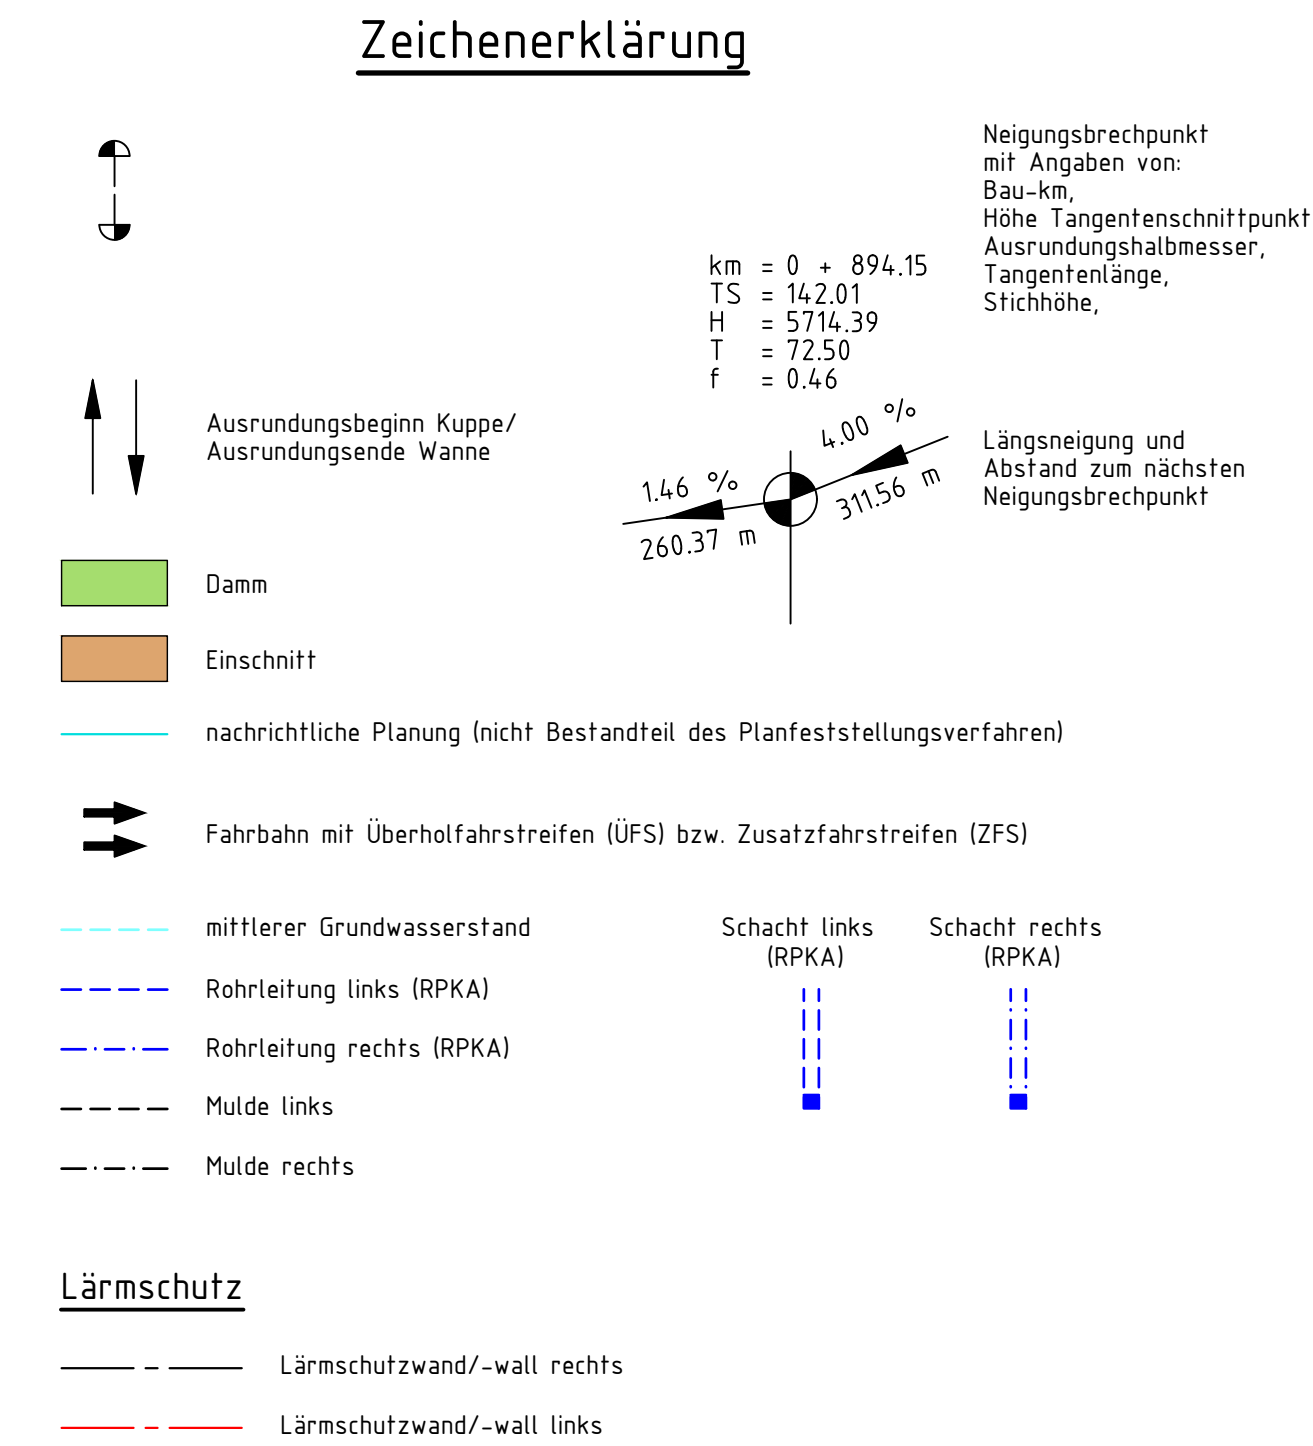 Zeichenerklärung
Neigungsbrechpunkt
mit Angaben von:
Bau-km,
Höhe Tangentenschnittpunkt
Ausrundungshalbmesser,
Tangentenlänge,
Stichhöhe,
km = 0 + 894.15
TS = 142.01
H = 5714.39
T = 72.50
f = 0.46
Ausrundungsbeginn Kuppe/
Ausrundungsende Wanne
4.00 %
311.56 m
1.46 %
260.37 m
Längsneigung und
Abstand zum nächsten
Neigungsbrechpunkt
Damm
Einschnitt
nachrichtliche Planung (nicht Bestandteil des Planfeststellungsverfahren)
Fahrbahn mit Überholfahrstreifen (ÜFS) bzw. Zusatzfahrstreifen (ZFS)
mittlerer Grundwasserstand
Rohrleitung links (RPKA)
Rohrleitung rechts (RPKA)
Mulde links
Mulde rechts
Schacht links
(RPKA)
Schacht rechts
(RPKA)
Lärmschutz
Lärmschutzwand/-wall rechts
Lärmschutzwand/-wall links